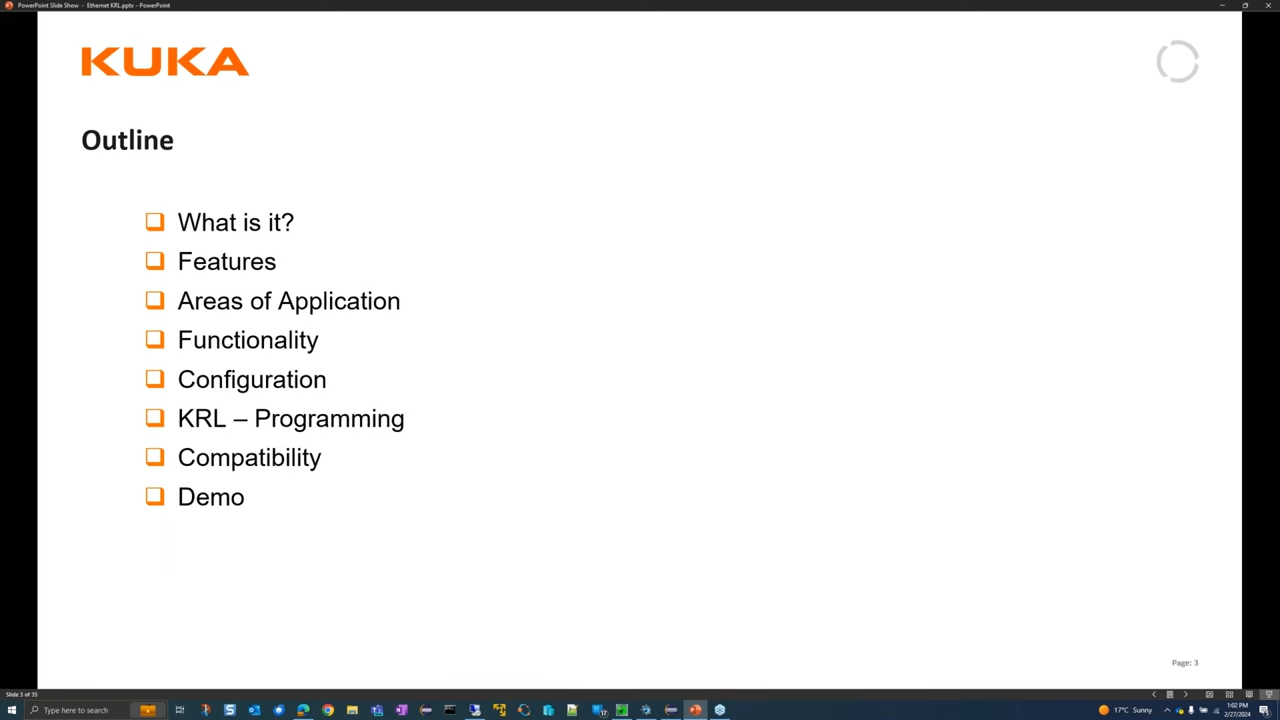 PowerPoint Slide Show - Ethernet KRL.pptx - PowerPoint
KUKA
Outline
What is it?
Features
Areas of Application
Functionality
Configuration
KRL – Programming
Compatibility
Demo
Page: 3
Slide 3 of 35
Type here to search
17
17°C Sunny
1:02 PM
2/27/2024